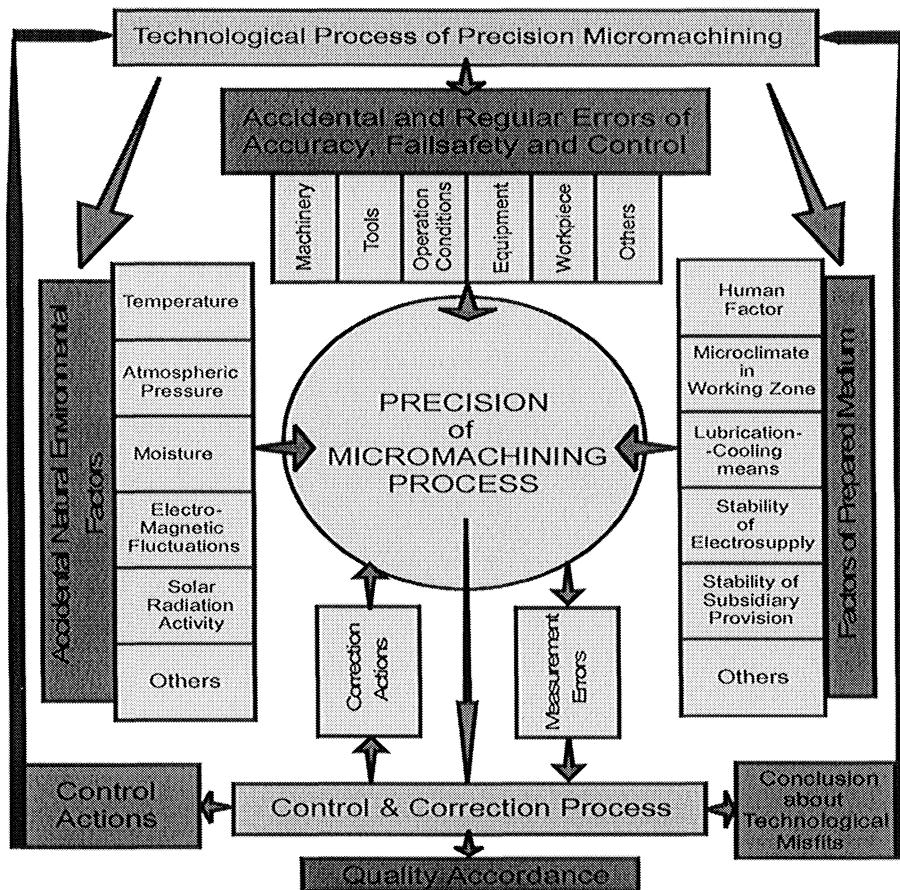 Technological Process of Precision Micromachining
Accidental and Regular Errors of
Accuracy, Failsafety and Control
Machinery
Tools
Operation
Conditions
Equipment
Workpiece
Others
Accidental Natural Environmental
Factors
Temperature
Atmospheric
Pressure
Moisture
Electro-
Magnetic
Fluctuations
Solar
Radiation
Activity
Others
PRECISION
of
MICROMACHINING
PROCESS
Human
Factor
Microclimate
in
Working Zone
Lubrication-
-Cooling
means
Stability
of
Electrosupply
Stability of
Subsidiary
Provision
Others
Factors of Prepared Medium
Correction
Actions
Measurement
Errors
Control
Actions
Control & Correction Process
Conclusion
about
Technological
Misfits
Quality Accordance